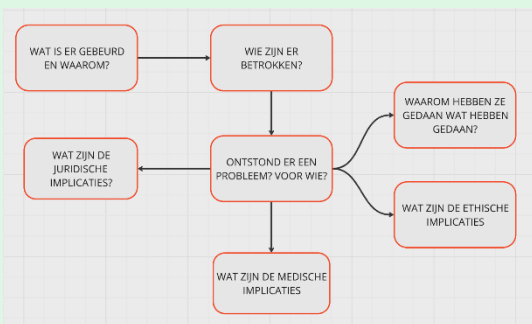 WAT IS ER GEBEURD
EN WAAROM?
WIE ZIJN ER
BETROKKEN?
WAAROM HEBBEN ZE
GEDAAN WAT HEBBEN
GEDAAN?
WAT ZIJN DE
JURIDISCHE
IMPLICATIES?
ONTSTOND ER EEN
PROBLEEM? VOOR WIE?
WAT ZIJN DE ETHISCHE
IMPLICATIES
WAT ZIJN DE MEDISCHE
IMPLICATIES